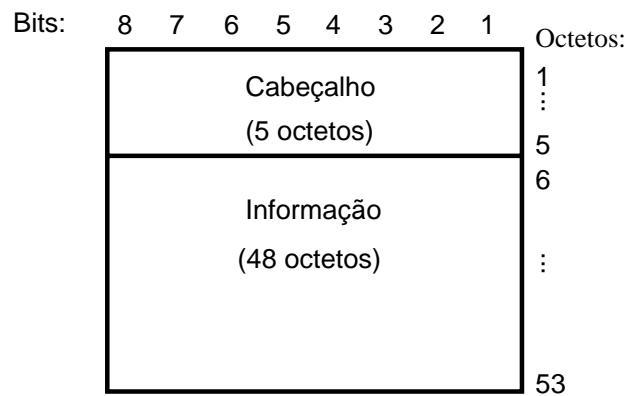 Bits: 8 7 6 5 4 3 2 1 Octetos:
Cabeçalho
(5 octetos)
1
⋮
5
6
Informação
(48 octetos)
⋮
53